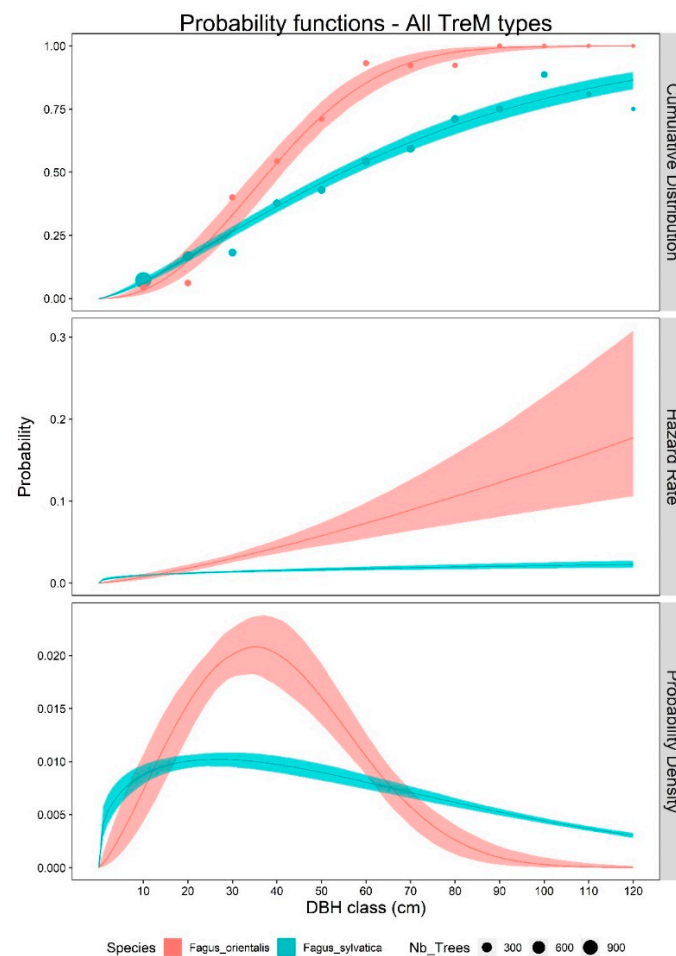 Probability functions - All TreM types
1.00
0.75
0.50
0.25
0.00
Cumulative Distribution
0.3
0.2
0.1
0.0
Hazard Rate
Probability
0.020
0.015
0.010
0.005
0.000
Probability Density
10 20 30 40 50 60 70 80 90 100 110 120
DBH class (cm)
Species Fagus_orientalis Fagus_sylvatica Nb_Trees 300 600 900